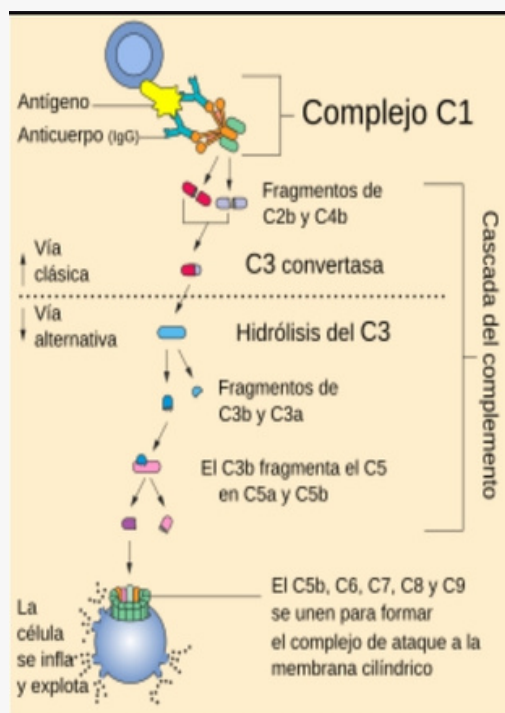 Antígeno
Anticuerpo (IgG)
Complejo C1
Fragmentos de
C2b y C4b
Vía
clásica
C3 convertasa
Vía
alternativa
Hidrólisis del C3
Fragmentos de
C3b y C3a
El C3b fragmenta el C5
en C5a y C5b
Cascada del complemento
La
célula
se infla
y explota
El C5b, C6, C7, C8 y C9
se unen para formar
el complejo de ataque a la
membrana cilíndrico